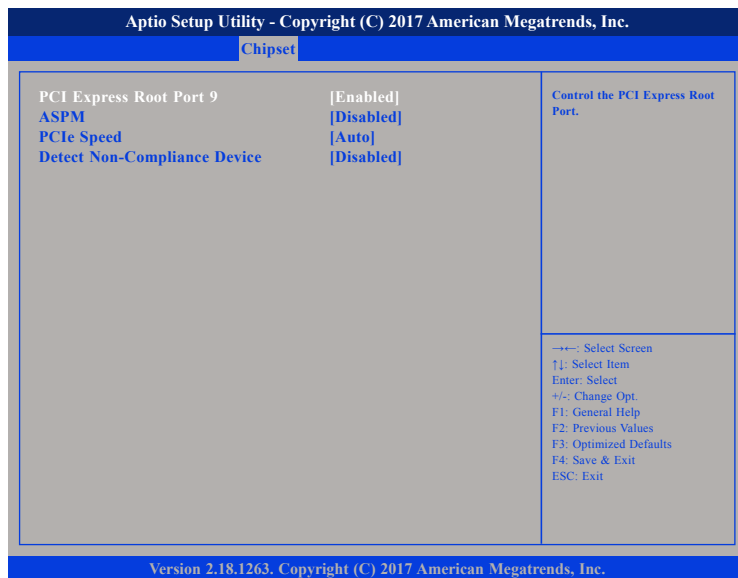 Aptio Setup Utility - Copyright (C) 2017 American Megatrends, Inc.
Chipset
PCI Express Root Port 9 [Enabled]
ASPM [Disabled]
PCIe Speed [Auto]
Detect Non-Compliance Device [Disabled]
Control the PCI Express Root
Port.
→←: Select Screen
↑↓: Select Item
Enter: Select
+/-: Change Opt.
F1: General Help
F2: Previous Values
F3: Optimized Defaults
F4: Save & Exit
ESC: Exit
Version 2.18.1263. Copyright (C) 2017 American Megatrends, Inc.